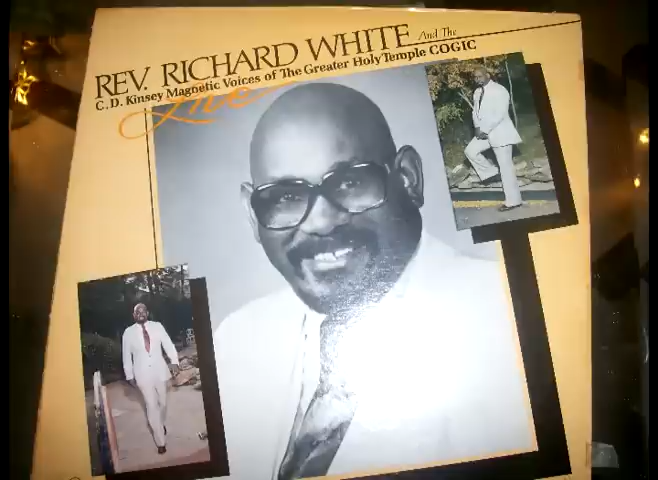 REV. RICHARD WHITE And The
C.D. Kinsey Magnetic Voices of The Greater Holy Temple COGIC
Live